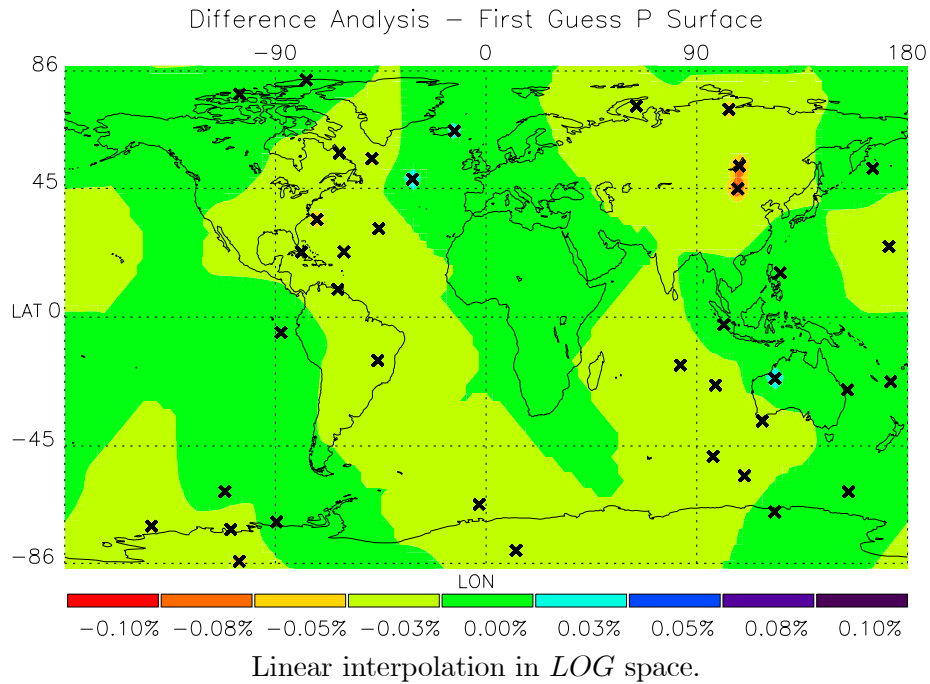 Difference Analysis − First Guess P Surface
−90 0 90 180
86
45
LAT 0
−45
−86
LON
−0.10% −0.08% −0.05% −0.03% 0.00% 0.03% 0.05% 0.08% 0.10%
Linear interpolation in LOG space.